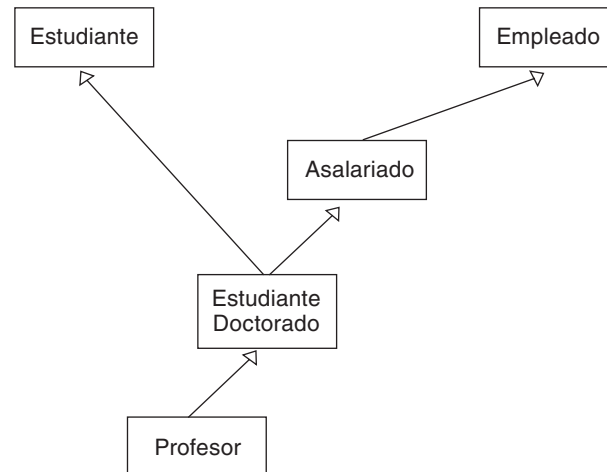 Estudiante
Empleado
Asalariado
Estudiante
Doctorado
Profesor